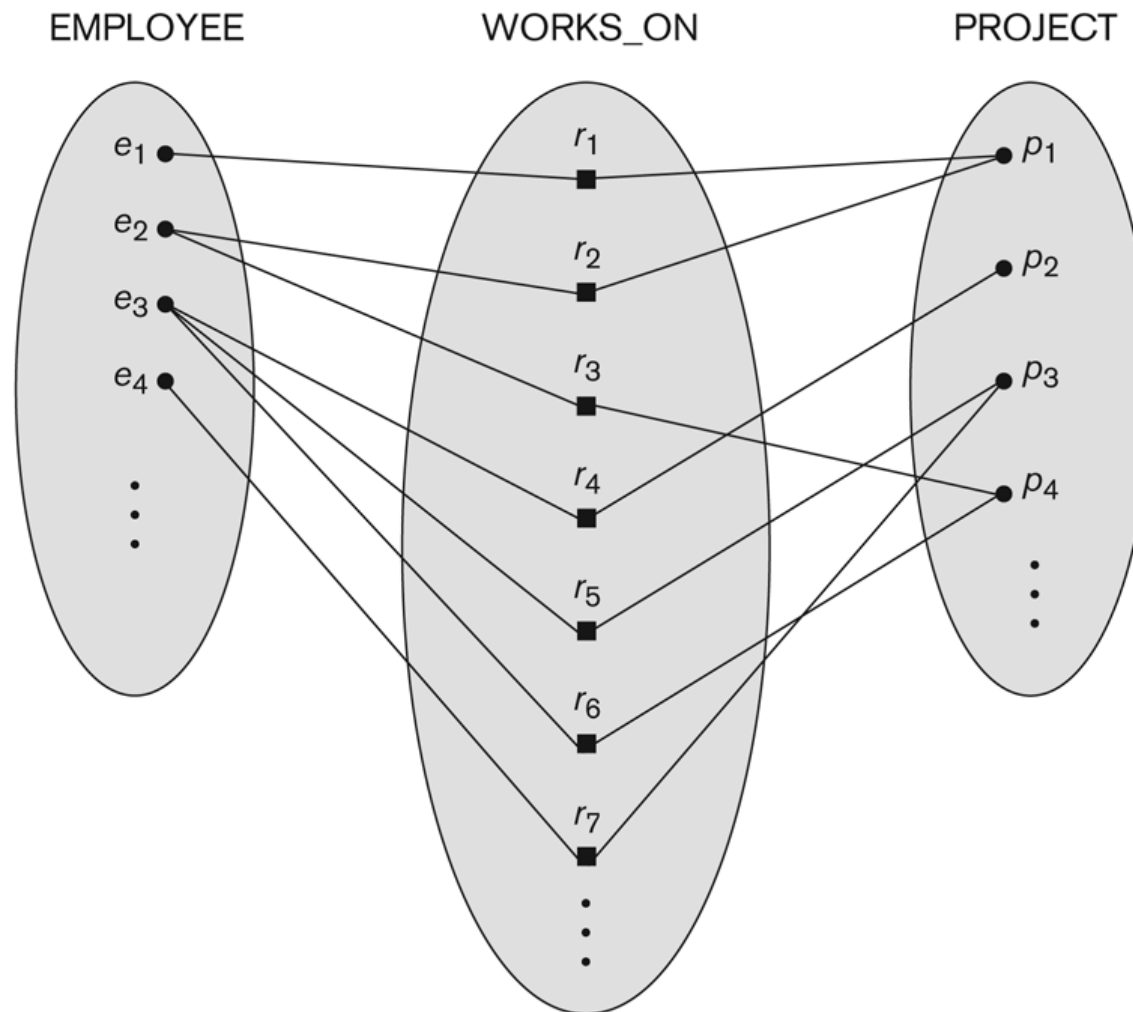 EMPLOYEE WORKS_ON PROJECT
e1 r1 p1
e2 r2 p2
e3 r3 p3
e4 r4 p4
r5
r6
r7